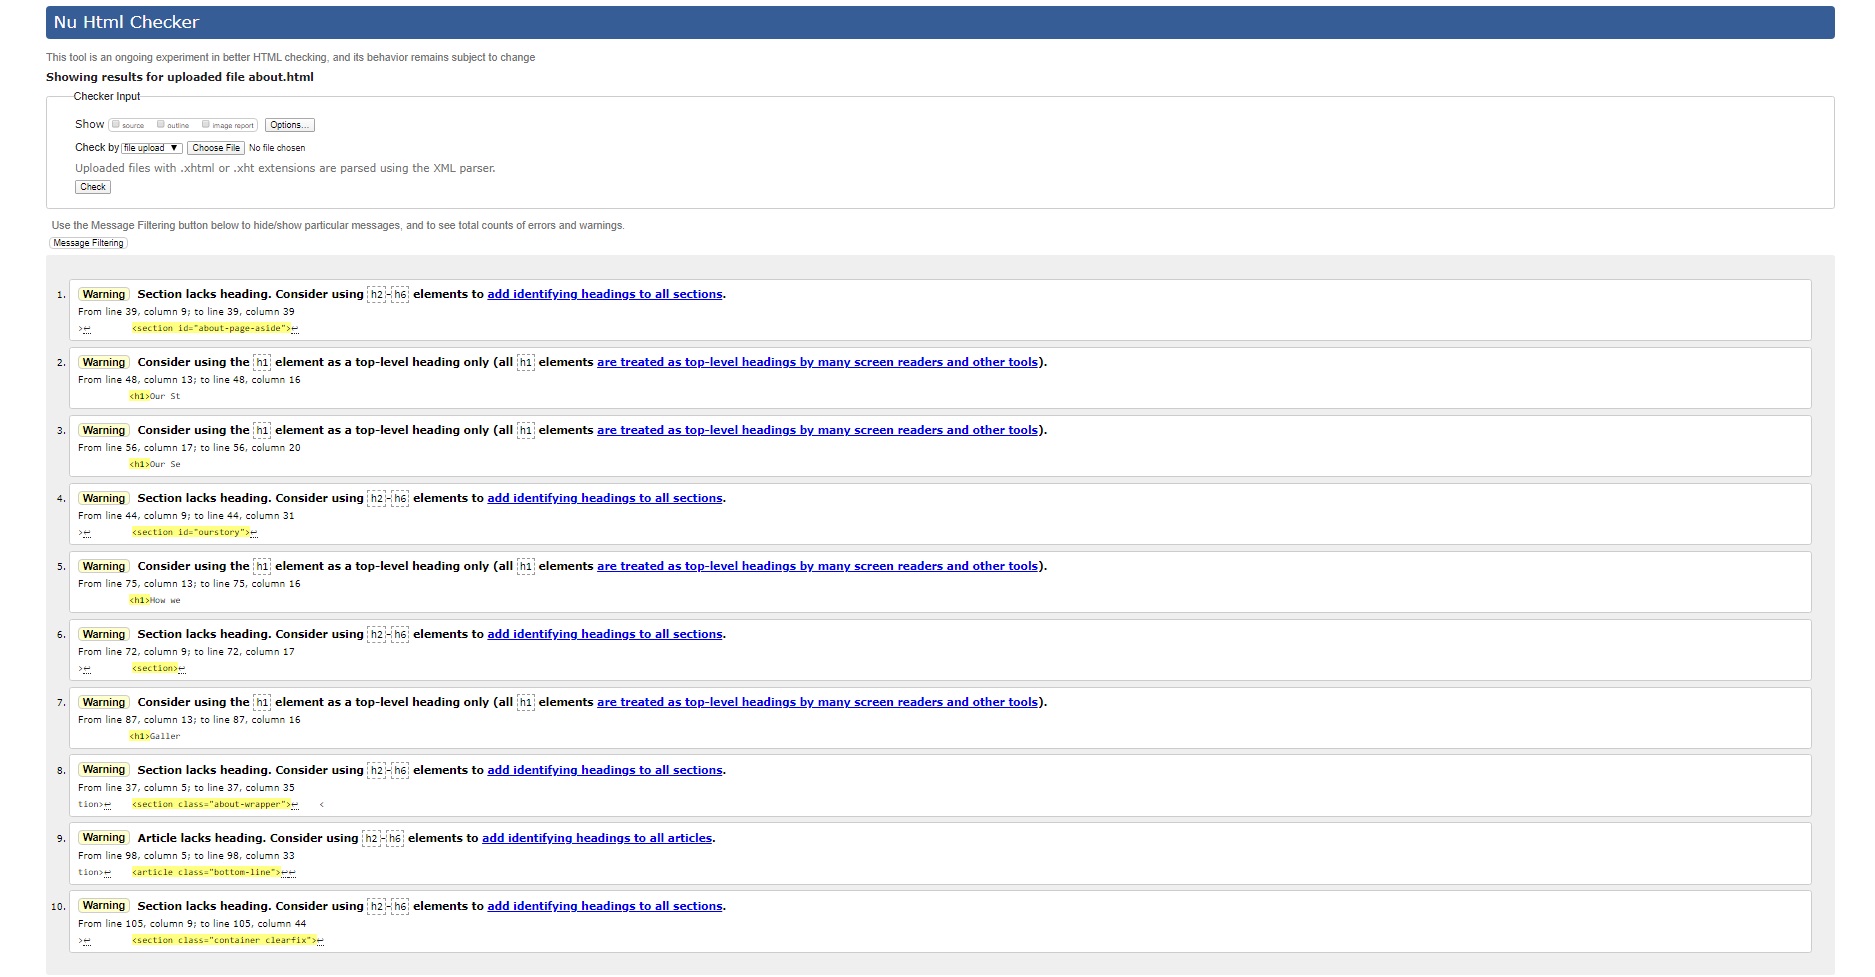 Nu Html Checker
This tool is an ongoing experiment in better HTML checking, and its behavior remains subject to change
Showing results for uploaded file about.html
Checker Input
Show source outline image report Options...
Check by file upload ▼ Choose File No file chosen
Uploaded files with .xhtml or .xht extensions are parsed using the XML parser.
Check
Use the Message Filtering button below to hide/show particular messages, and to see total counts of errors and warnings.
Message Filtering
1. Warning Section lacks heading. Consider using h2-h6 elements to add identifying headings to all sections.
From line 39, column 9; to line 39, column 39
>↩ <section id="about-page-aside">↩
2. Warning Consider using the h1 element as a top-level heading only (all h1 elements are treated as top-level headings by many screen readers and other tools).
From line 48, column 13; to line 48, column 16
<h1>Our St
3. Warning Consider using the h1 element as a top-level heading only (all h1 elements are treated as top-level headings by many screen readers and other tools).
From line 56, column 17; to line 56, column 20
<h1>Our Se
4. Warning Section lacks heading. Consider using h2-h6 elements to add identifying headings to all sections.
From line 44, column 9; to line 44, column 31
>↩ <section id="ourstory">↩
5. Warning Consider using the h1 element as a top-level heading only (all h1 elements are treated as top-level headings by many screen readers and other tools).
From line 75, column 13; to line 75, column 16
<h1>How we
6. Warning Section lacks heading. Consider using h2-h6 elements to add identifying headings to all sections.
From line 72, column 9; to line 72, column 17
>↩ <section>↩
7. Warning Consider using the h1 element as a top-level heading only (all h1 elements are treated as top-level headings by many screen readers and other tools).
From line 87, column 13; to line 87, column 16
<h1>Galler
8. Warning Section lacks heading. Consider using h2-h6 elements to add identifying headings to all sections.
From line 37, column 5; to line 37, column 35
tion>↩ <section class="about-wrapper">↩ <
9. Warning Article lacks heading. Consider using h2-h6 elements to add identifying headings to all articles.
From line 98, column 5; to line 98, column 33
tion>↩ <article class="bottom-line">↩↩
10. Warning Section lacks heading. Consider using h2-h6 elements to add identifying headings to all sections.
From line 105, column 9; to line 105, column 44
>↩ <section class="container clearfix">↩